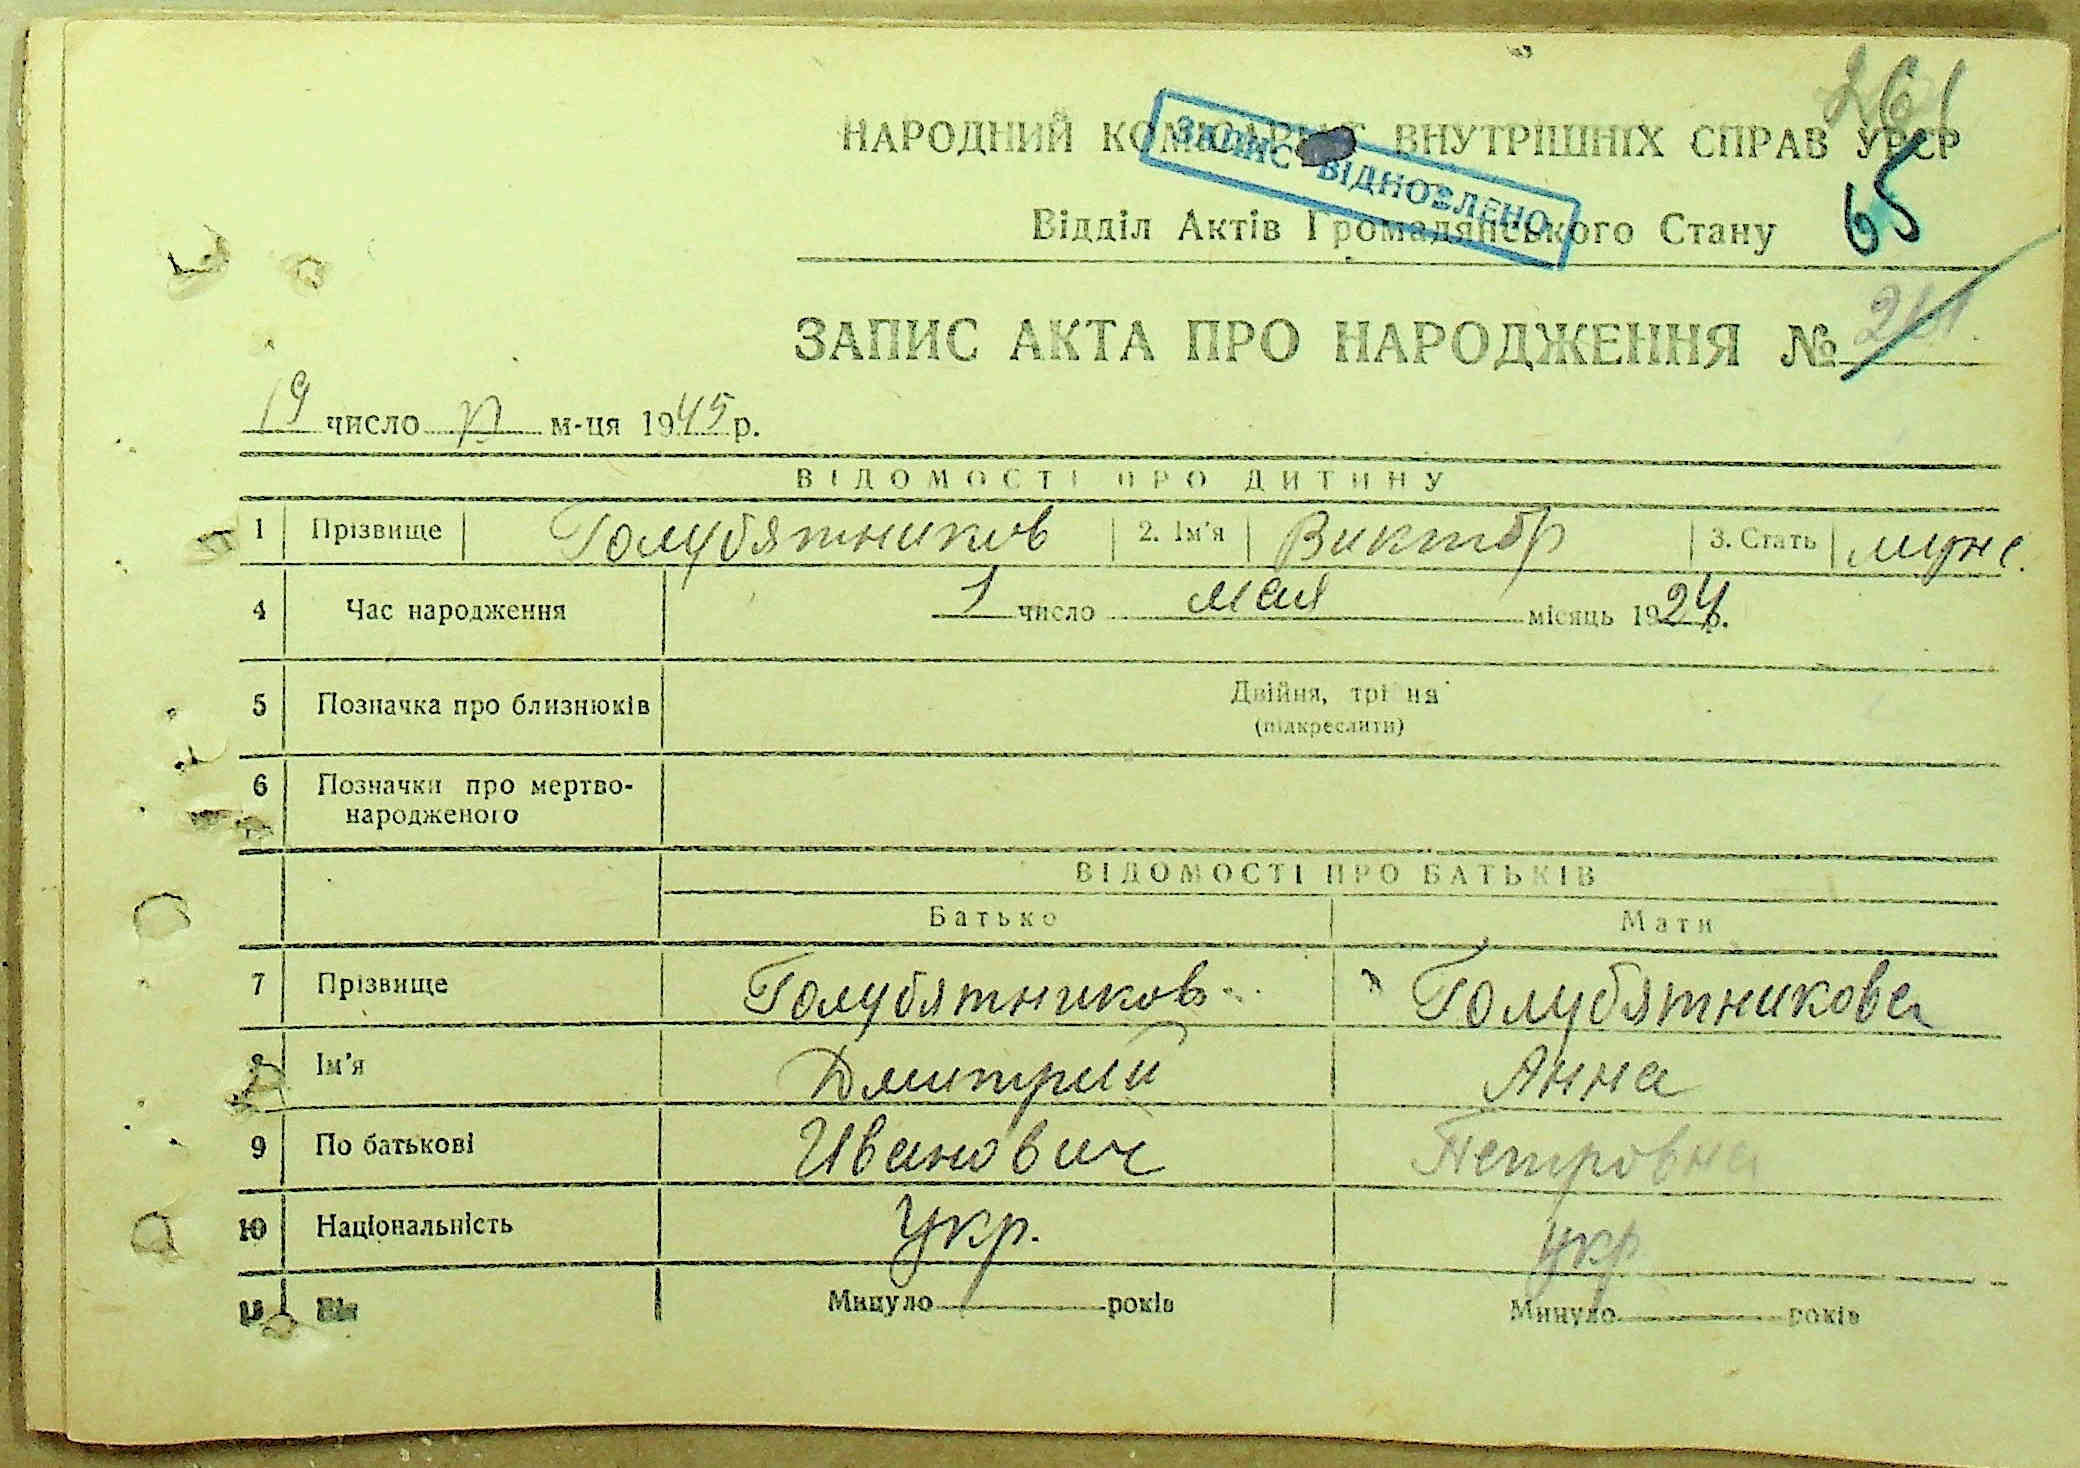 261
НАРОДНИЙ КОМІСАРІАТ ВНУТРІШНІХ СПРАВ УРСР
ЗАПИС ВІДНОВЛЕНО
65
Відділ Актів Громадянського Стану
ЗАПИС АКТА ПРО НАРОДЖЕННЯ № 261
19 число м-ця 1945 р.
ВІДОМОСТІ ПРО ДИТИНУ
1 Прізвище Голубятников 2. Ім'я Виктор 3. Стать муж.
4 Час народження 1 число мая місяць 1924 р.
5 Позначка про близнюків Двійня, трійня
(підкреслити)
6 Позначки про мертво-
народженого
ВІДОМОСТІ ПРО БАТЬКІВ
Батько Мати
7 Прізвище Голубятников Голубятникова
8 Ім'я Дмитрий Анна
9 По батькові Иванович Петровна
10 Національність Укр. укр
11 Вік Минуло років Минуло років